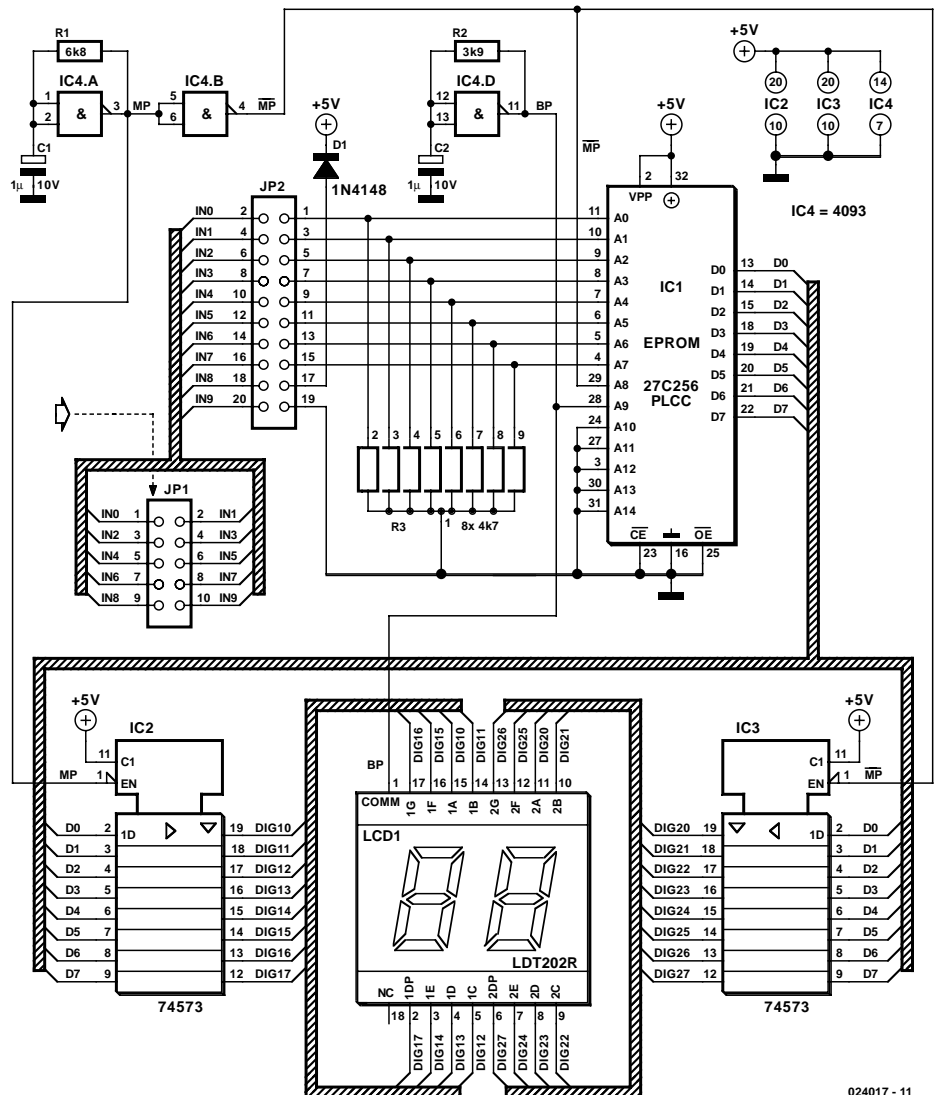 R1
6k8
IC4.A
1
2
&
3
MP
C1
1µ
10V
IC4.B
5
6
&
4
MP
R2
3k9
IC4.D
12
13
&
11
BP
C2
1µ
10V
+5V
D1
1N4148
MP
+5V
+5V
20
20
14
IC2
IC3
IC4
10
10
7
IC4 = 4093
JP2
IN0 2 1
IN1 4 3
IN2 6 5
IN3 8 7
IN4 10 9
IN5 12 11
IN6 14 13
IN7 16 15
IN8 18 17
IN9 20 19
2 32
VPP
11 A0
10 A1
9 A2
8 A3
7 A4
6 A5
5 A6
4 A7
29 A8
28 A9
24 A10
27 A11
3 A12
30 A13
31 A14
IC1
EPROM
27C256
PLCC
D0 13 D0
D1 14 D1
D2 15 D2
D3 18 D3
D4 19 D4
D5 20 D5
D6 21 D6
D7 22 D7
CE OE
23 16 25
2 3 4 5 6 7 8 9
R3 1 8x 4k7
JP1
IN0 1 2 IN1
IN2 3 4 IN3
IN4 5 6 IN5
IN6 7 8 IN7
IN8 9 10 IN9
+5V
IC2
11 C1
MP 1 EN
D0 2 1D 19 DIG10
D1 3 18 DIG11
D2 4 17 DIG12
D3 5 16 DIG13
D4 6 15 DIG14
D5 7 14 DIG15
D6 8 13 DIG16
D7 9 12 DIG17
74573
DIG16 DIG15 DIG10 DIG11 DIG26 DIG25 DIG20 DIG21
BP
1 17 16 15 14 13 12 11 10
COMM 1G 1F 1A 1B 2G 2F 2A 2B
LCD1
LDT202R
NC 1DP 1E 1D 1C 2DP 2E 2D 2C
18 2 3 4 5 6 7 8 9
DIG17 DIG14 DIG13 DIG12 DIG27 DIG24 DIG23 DIG22
+5V
IC3
C1 11
EN 1 MP
DIG20 19 1D 2 D0
DIG21 18 3 D1
DIG22 17 4 D2
DIG23 16 5 D3
DIG24 15 6 D4
DIG25 14 7 D5
DIG26 13 8 D6
DIG27 12 9 D7
74573
024017 - 11